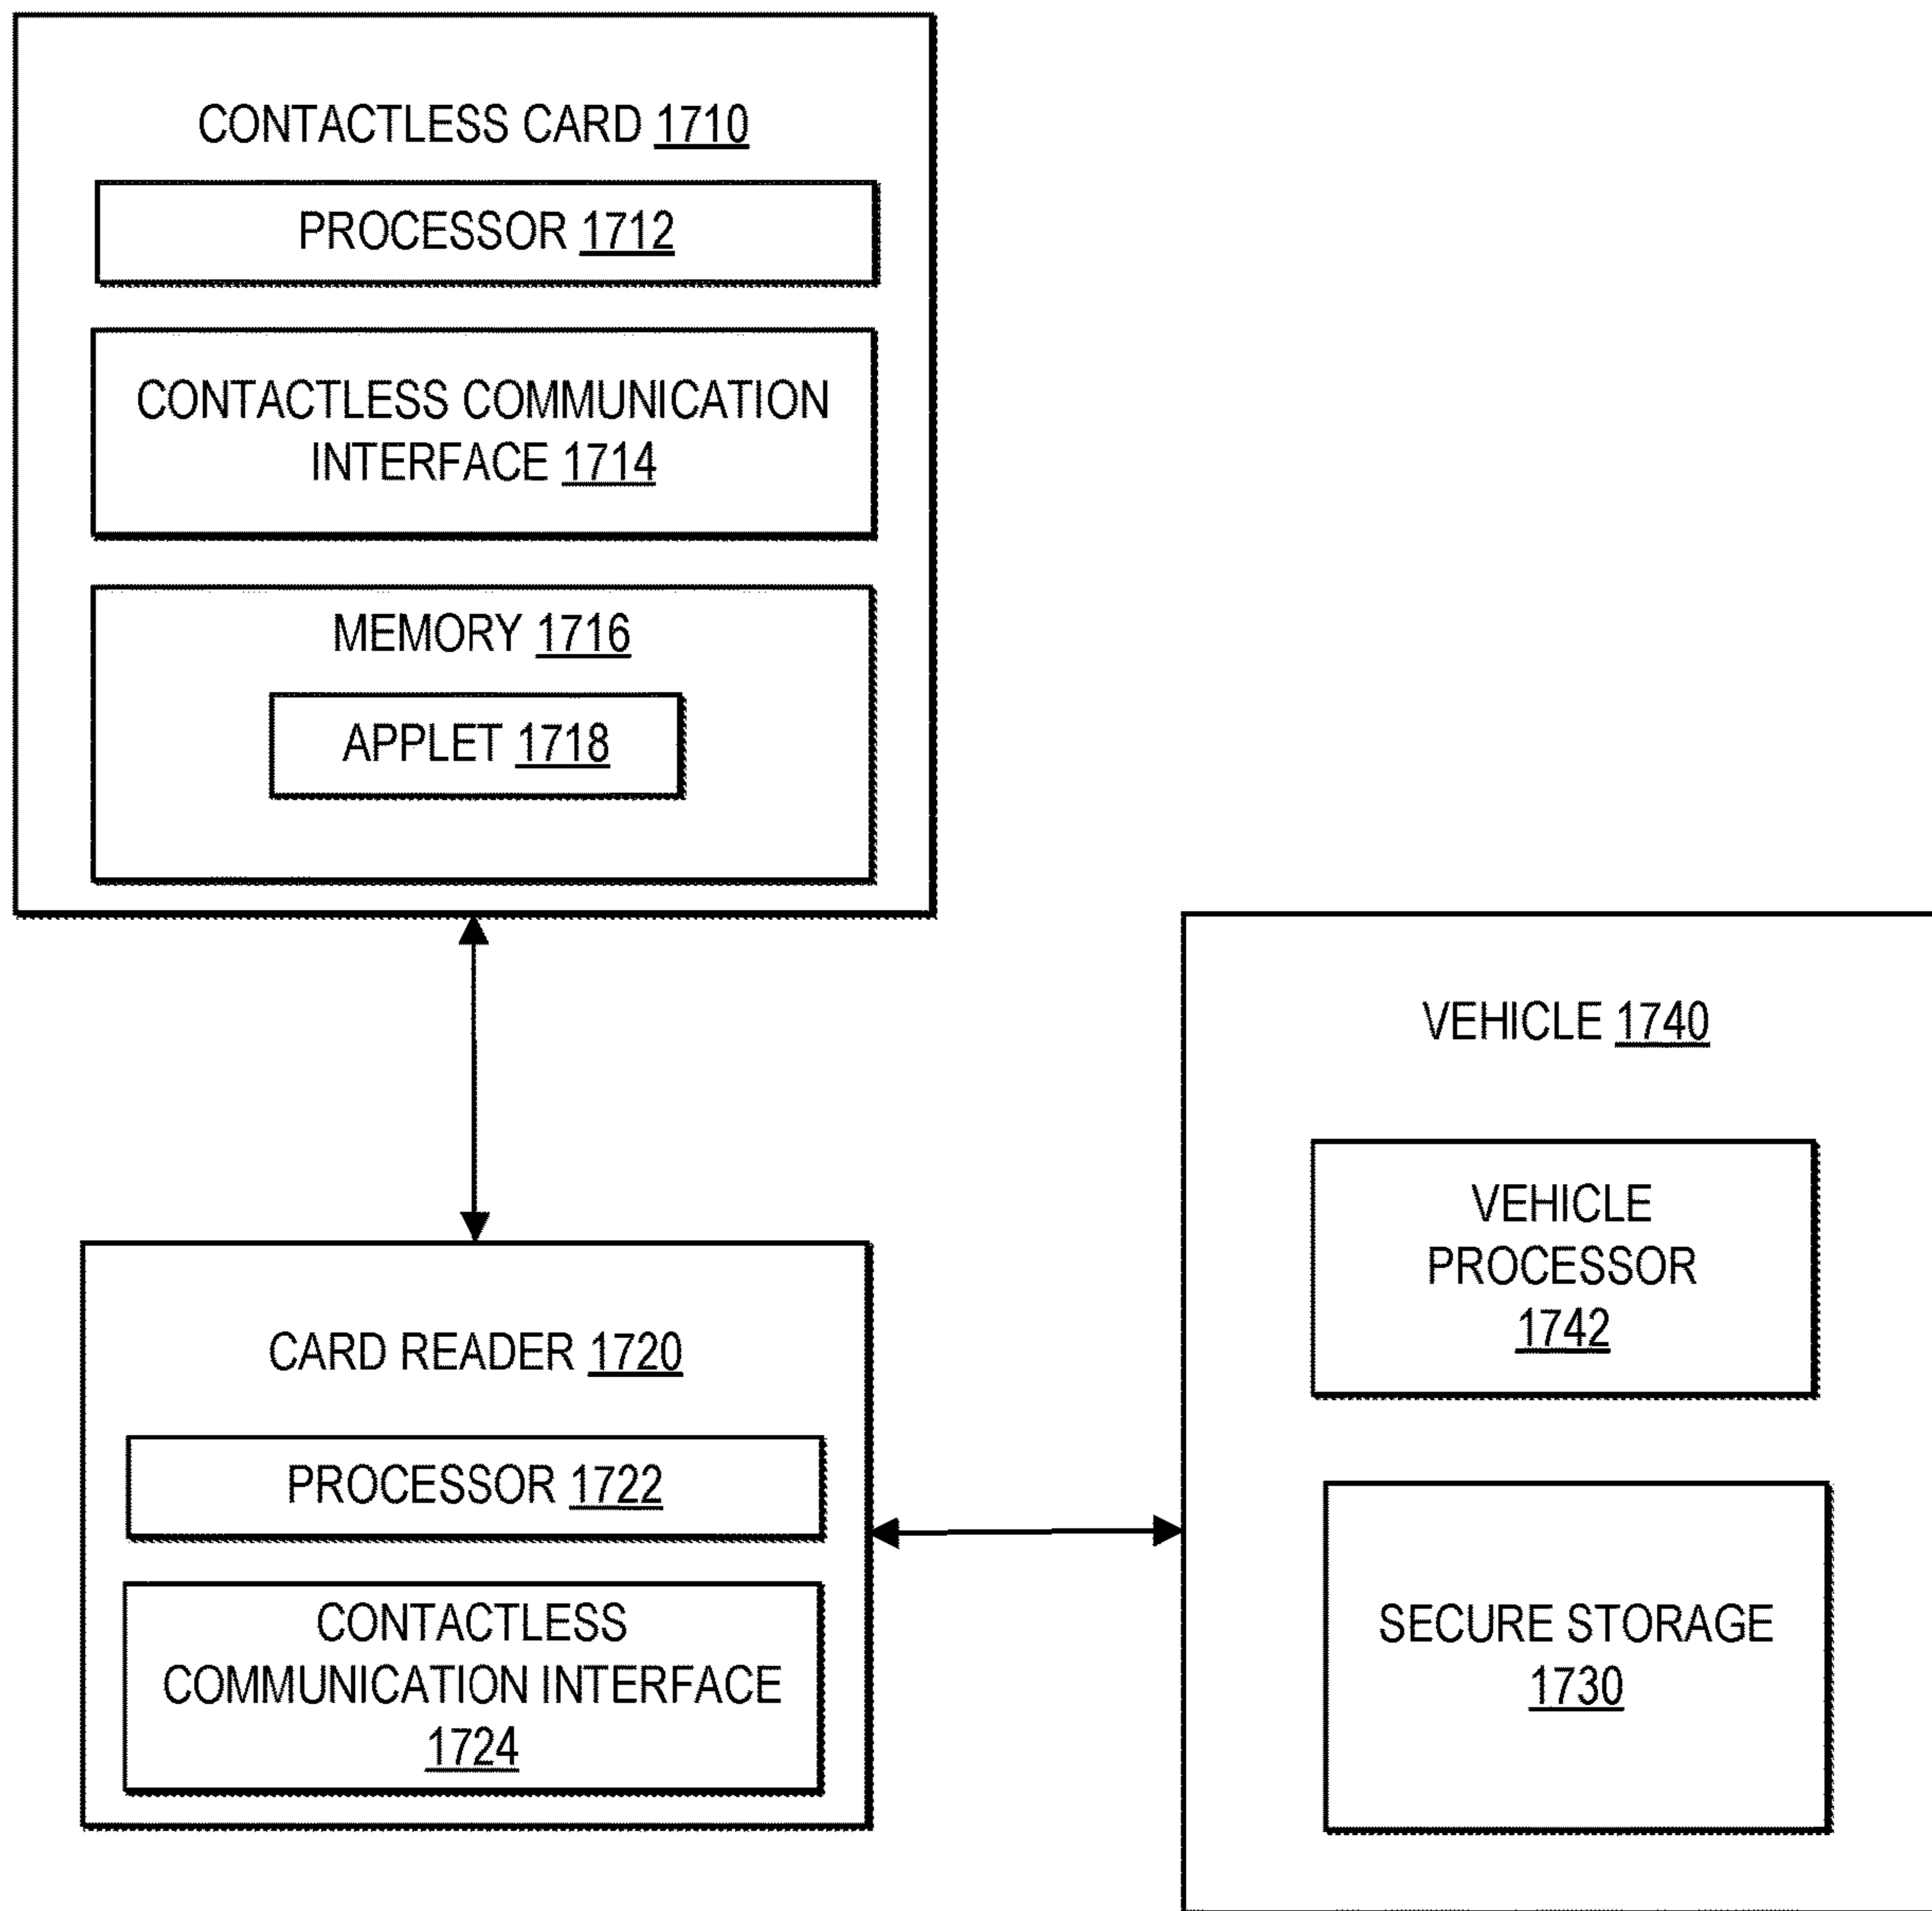 CONTACTLESS CARD 1710
PROCESSOR 1712
CONTACTLESS COMMUNICATION
INTERFACE 1714
MEMORY 1716
APPLET 1718
CARD READER 1720
PROCESSOR 1722
CONTACTLESS
COMMUNICATION INTERFACE
1724
VEHICLE 1740
VEHICLE
PROCESSOR
1742
SECURE STORAGE
1730